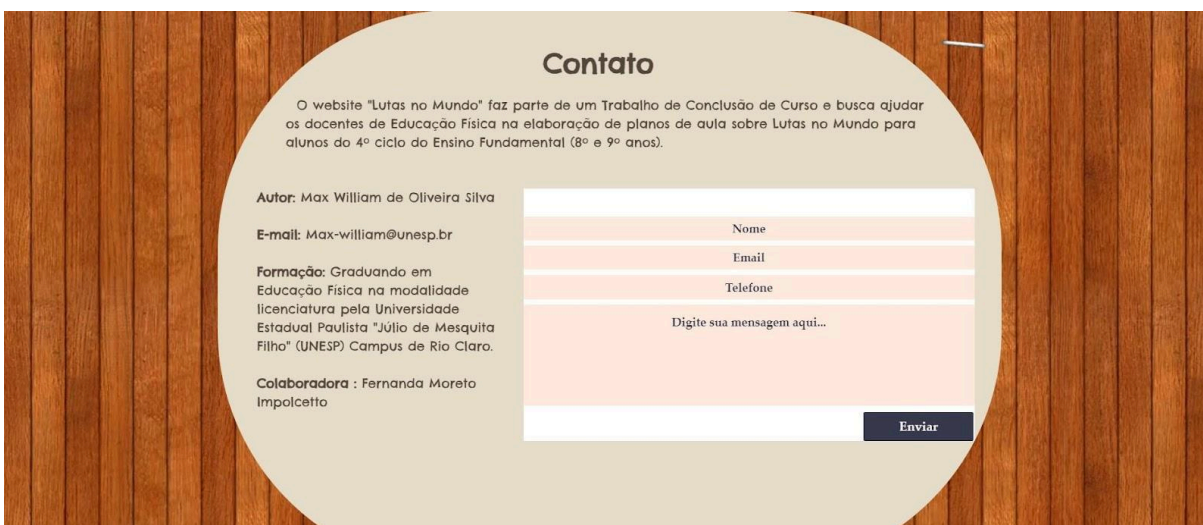 Contato
O website "Lutas no Mundo" faz parte de um Trabalho de Conclusão de Curso e busca ajudar
os docentes de Educação Física na elaboração de planos de aula sobre Lutas no Mundo para
alunos do 4º ciclo do Ensino Fundamental (8º e 9º anos).
Autor: Max William de Oliveira Silva
E-mail: Max-william@unesp.br
Formação: Graduando em
Educação Física na modalidade
licenciatura pela Universidade
Estadual Paulista "Júlio de Mesquita
Filho" (UNESP) Campus de Rio Claro.
Colaboradora : Fernanda Moreto
Impolcetto
Nome
Email
Telefone
Digite sua mensagem aqui...
Enviar